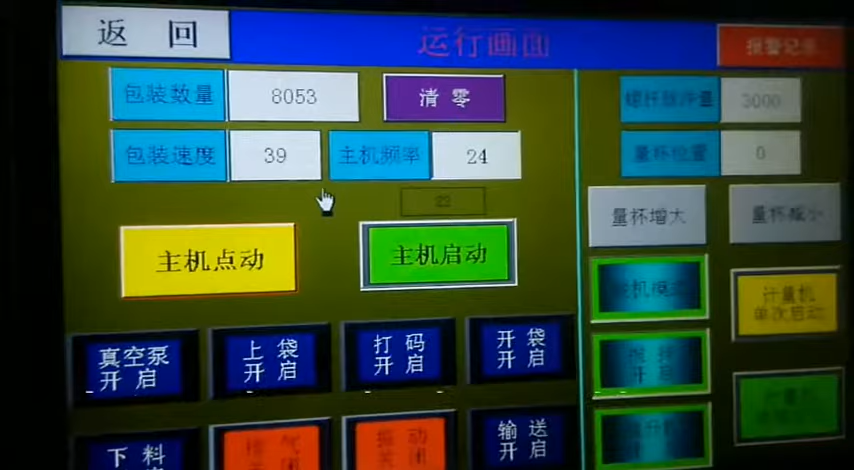 返 回
运行画面
报警记录
包装数量
8053
清 零
3000
包装速度
39
主机频率
24
量杯位置
0
22
量杯增大
量杯减小
主机点动
主机启动
计量机
单次启动
真空泵
开 启
上 袋
开 启
打 码
开 启
开 袋
开 启
下 料
输 送
开 启